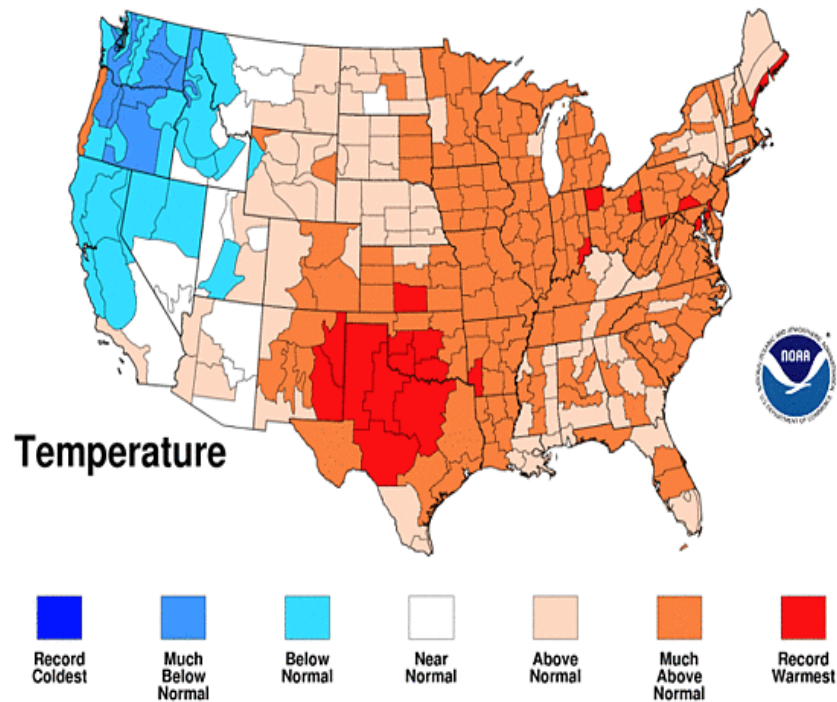 NOAA
Temperature
Record
Coldest
Much
Below
Normal
Below
Normal
Near
Normal
Above
Normal
Much
Above
Normal
Record
Warmest